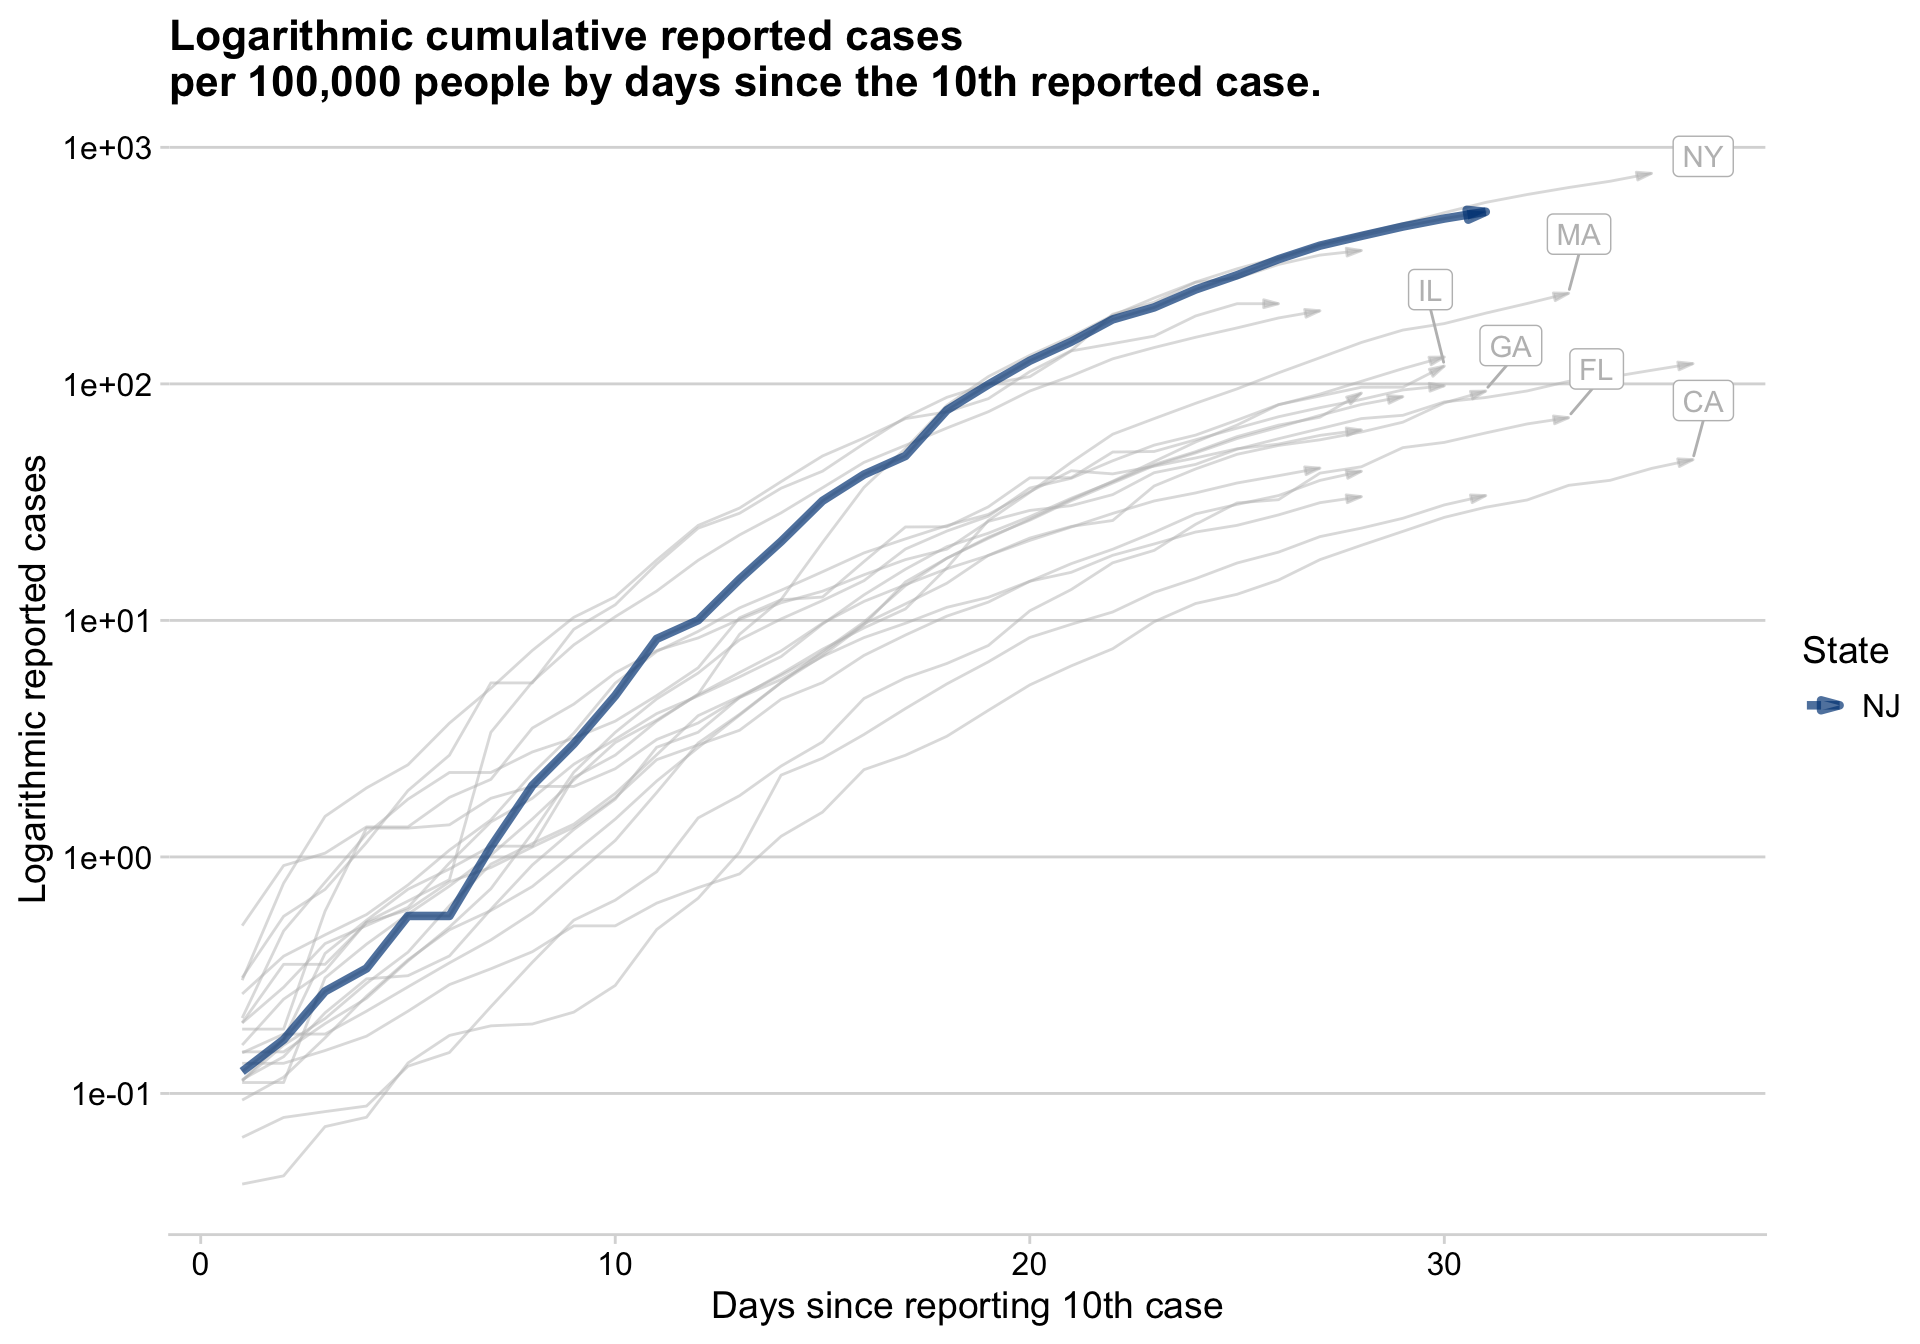 Logarithmic cumulative reported cases
per 100,000 people by days since the 10th reported case.
1e+03
1e+02
1e+01
1e+00
1e-01
Logarithmic reported cases
NY
MA
IL
GA
FL
CA
State
NJ
0
10
20
30
Days since reporting 10th case